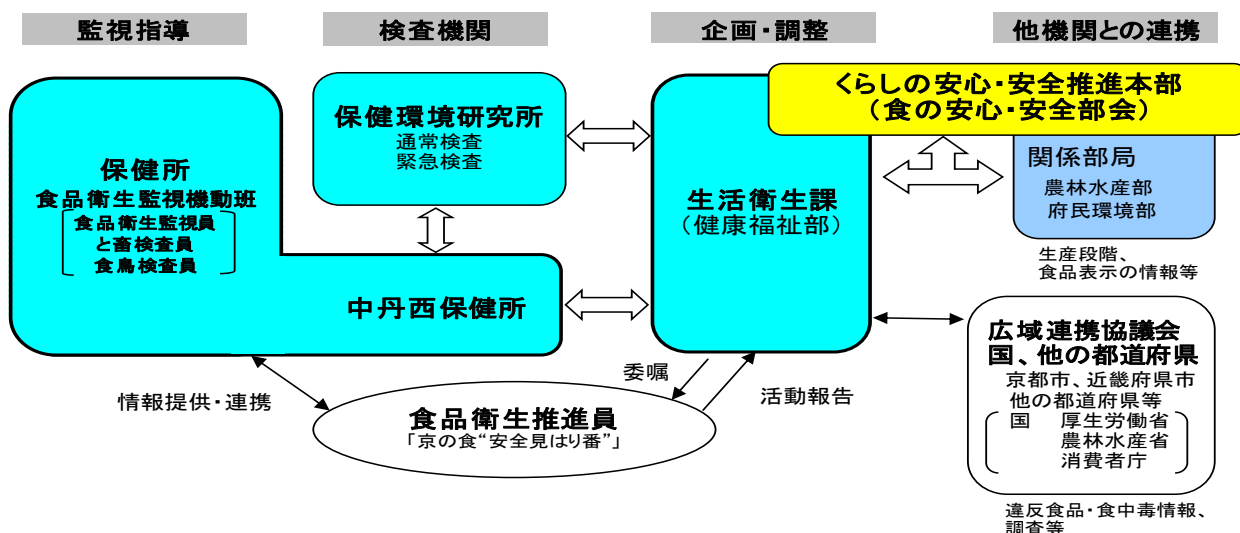 監視指導
検査機関
企画・調整
他機関との連携
くらしの安心・安全推進本部
（食の安心・安全部会）
保健環境研究所
通常検査
緊急検査
保健所
食品衛生監視機動班
食品衛生監視員
と畜検査員
食鳥検査員
中丹西保健所
生活衛生課
（健康福祉部）
関係部局
農林水産部
府民環境部
生産段階、
食品表示の情報等
広域連携協議会
国、他の都道府県
京都市、近畿府県市
他の都道府県等
国 厚生労働省
農林水産省
消費者庁
違反食品・食中毒情報、
調査等
情報提供・連携
委嘱
活動報告
食品衛生推進員
「京の食“安全見はり番”」